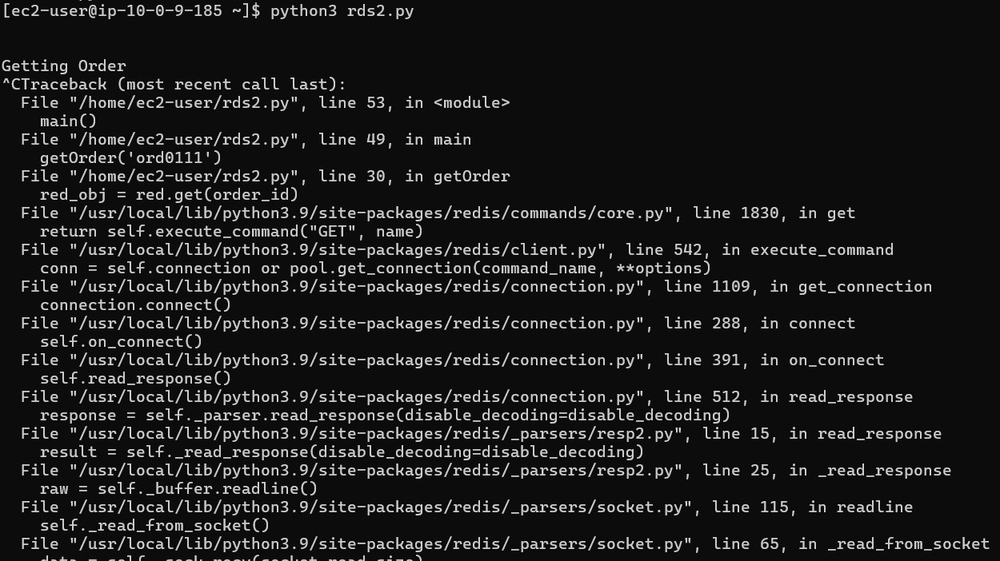 [ec2-user@ip-10-0-9-185 ~]$ python3 rds2.py
Getting Order
^CTraceback (most recent call last):
  File "/home/ec2-user/rds2.py", line 53, in <module>
    main()
  File "/home/ec2-user/rds2.py", line 49, in main
    getOrder('ord0111')
  File "/home/ec2-user/rds2.py", line 30, in getOrder
    red_obj = red.get(order_id)
  File "/usr/local/lib/python3.9/site-packages/redis/commands/core.py", line 1830, in get
    return self.execute_command("GET", name)
  File "/usr/local/lib/python3.9/site-packages/redis/client.py", line 542, in execute_command
    conn = self.connection or pool.get_connection(command_name, **options)
  File "/usr/local/lib/python3.9/site-packages/redis/connection.py", line 1109, in get_connection
    connection.connect()
  File "/usr/local/lib/python3.9/site-packages/redis/connection.py", line 288, in connect
    self.on_connect()
  File "/usr/local/lib/python3.9/site-packages/redis/connection.py", line 391, in on_connect
    self.read_response()
  File "/usr/local/lib/python3.9/site-packages/redis/connection.py", line 512, in read_response
    response = self._parser.read_response(disable_decoding=disable_decoding)
  File "/usr/local/lib/python3.9/site-packages/redis/_parsers/resp2.py", line 15, in read_response
    result = self._read_response(disable_decoding=disable_decoding)
  File "/usr/local/lib/python3.9/site-packages/redis/_parsers/resp2.py", line 25, in _read_response
    raw = self._buffer.readline()
  File "/usr/local/lib/python3.9/site-packages/redis/_parsers/socket.py", line 115, in readline
    self._read_from_socket()
  File "/usr/local/lib/python3.9/site-packages/redis/_parsers/socket.py", line 65, in _read_from_socket
    data = self._sock.recv(socket_read_size)